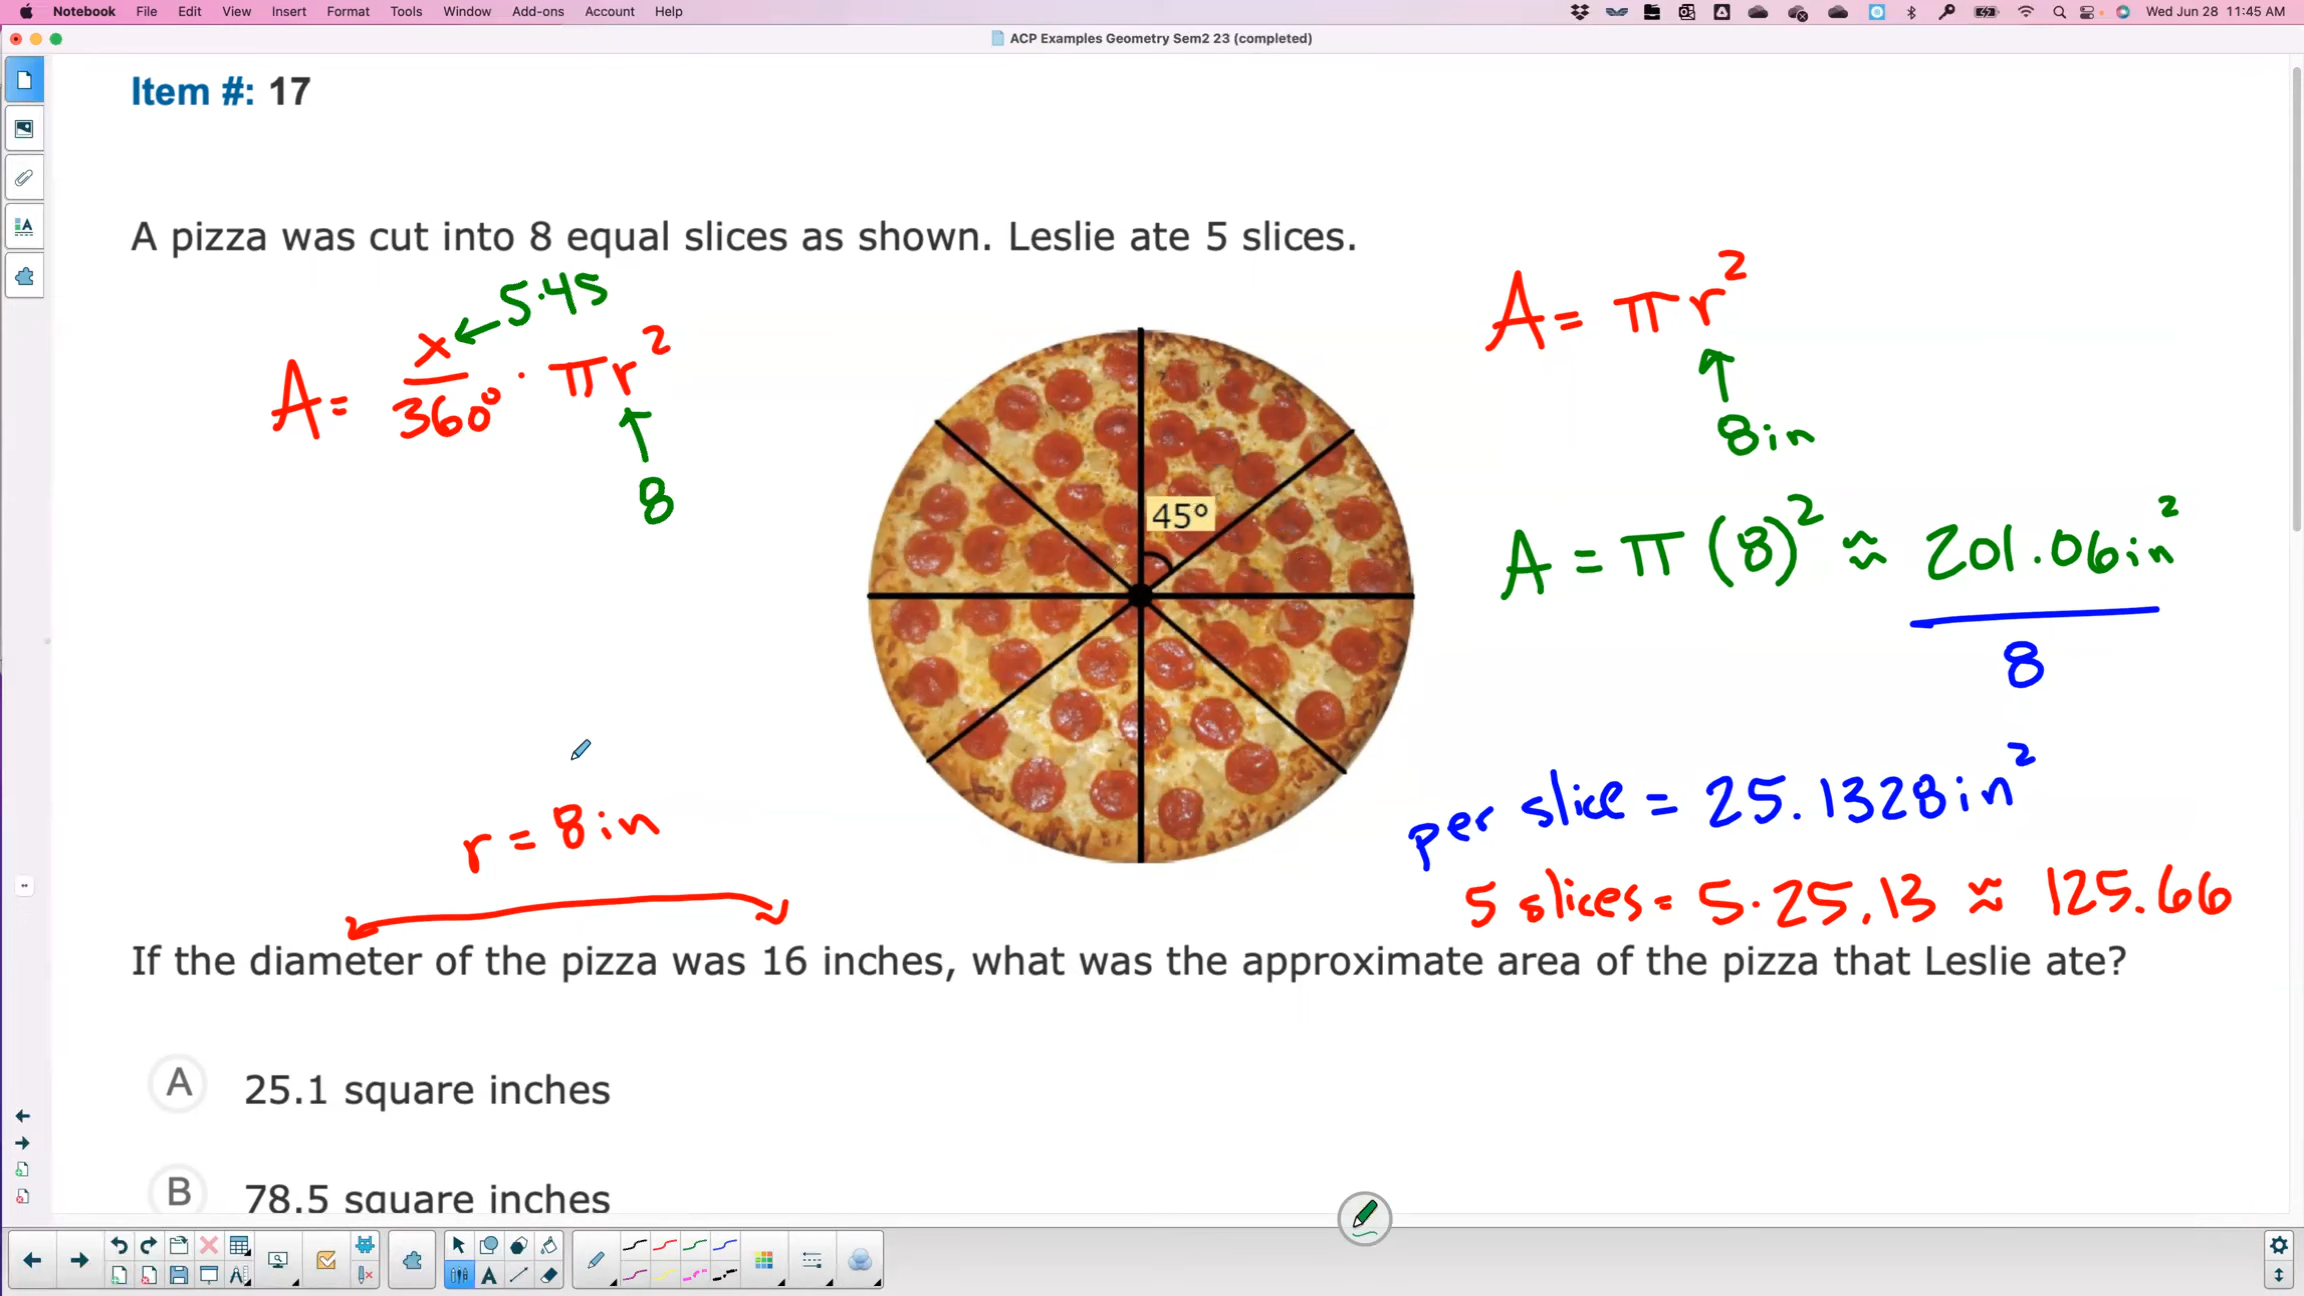 Notebook File Edit View Insert Format Tools Window Add-ons Account Help Wed Jun 28 11:45 AM
ACP Examples Geometry Sem2 23 (completed)
Item #: 17
A pizza was cut into 8 equal slices as shown. Leslie ate 5 slices.
5·45
A = x/360° · πr²
8
45°
A = πr²
8in
A = π(8)² ≈ 201.06in²
8
per slice = 25.1328in²
5 slices = 5·25.13 ≈ 125.66
r = 8in
If the diameter of the pizza was 16 inches, what was the approximate area of the pizza that Leslie ate?
A 25.1 square inches
B 78.5 square inches